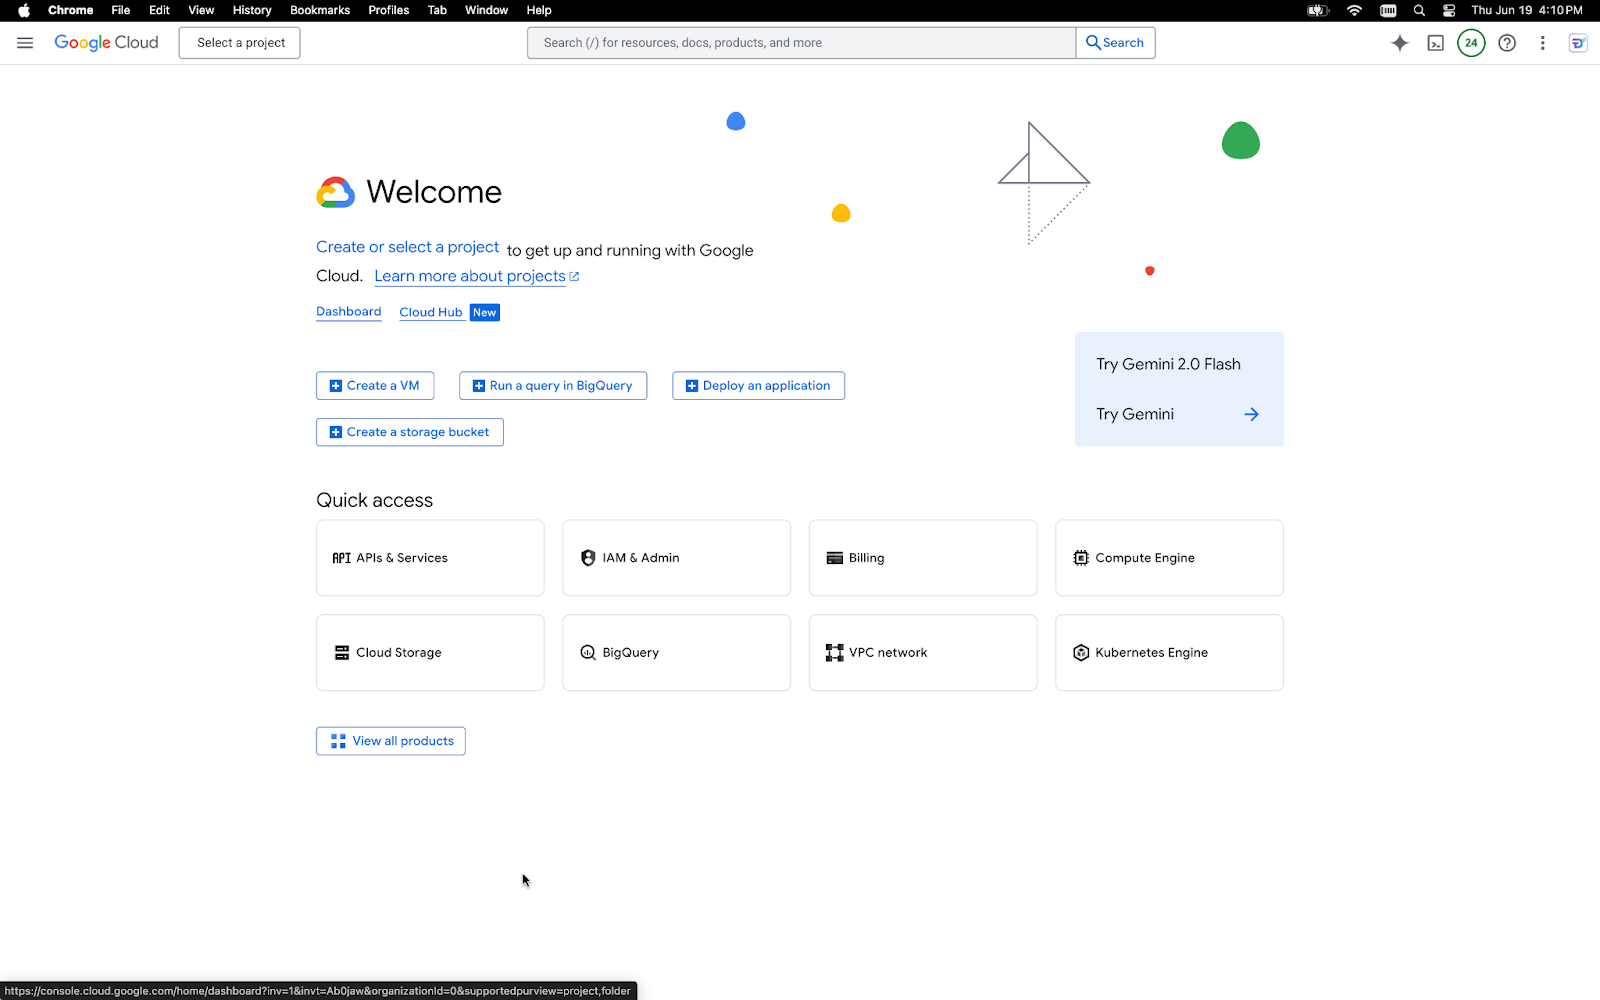 Chrome File Edit View History Bookmarks Profiles Tab Window Help Thu Jun 19 4:10 PM
Google Cloud Select a project Search (/) for resources, docs, products, and more Search 24
Welcome
Create or select a project to get up and running with Google
Cloud. Learn more about projects
Dashboard Cloud Hub New
Try Gemini 2.0 Flash
Create a VM Run a query in BigQuery Deploy an application
Try Gemini
Create a storage bucket
Quick access
API APIs & Services IAM & Admin Billing Compute Engine
Cloud Storage BigQuery VPC network Kubernetes Engine
View all products
https://console.cloud.google.com/home/dashboard?inv=1&invt=Ab0jaw&organizationId=0&supportedpurview=project,folder